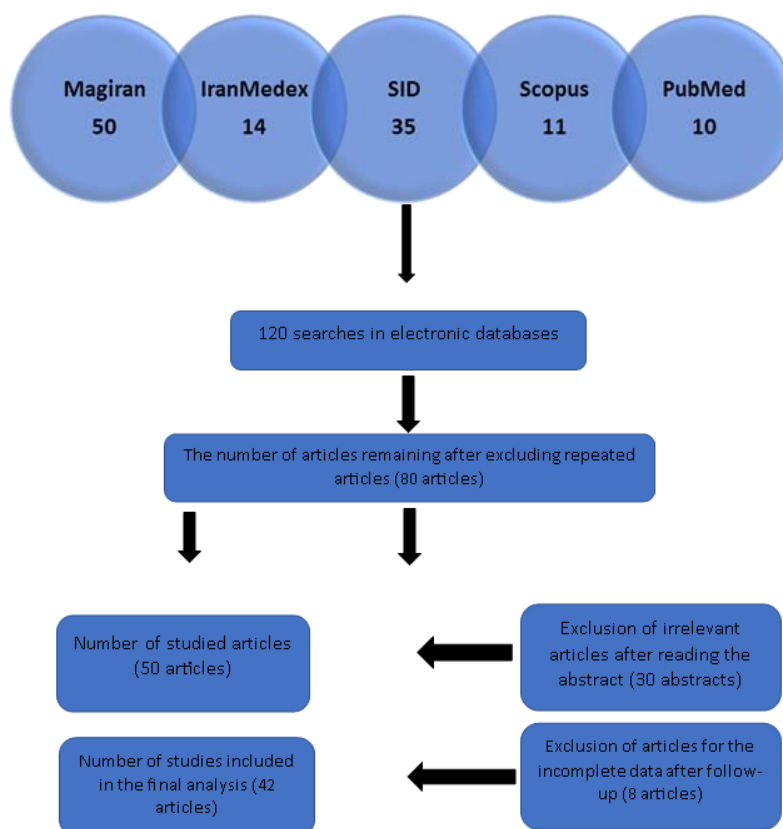 Magiran
50
IranMedex
14
SID
35
Scopus
11
PubMed
10
120 searches in electronic databases
The number of articles remaining after excluding repeated
articles (80 articles)
Number of studied articles
(50 articles)
Exclusion of irrelevant
articles after reading the
abstract (30 abstracts)
Number of studies included
in the final analysis (42
articles)
Exclusion of articles for the
incomplete data after follow-
up (8 articles)